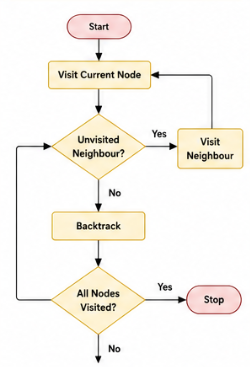 Start
Visit Current Node
Unvisited
Neighbour?
Yes
Visit
Neighbour
No
Backtrack
All Nodes
Visited?
Yes
Stop
No